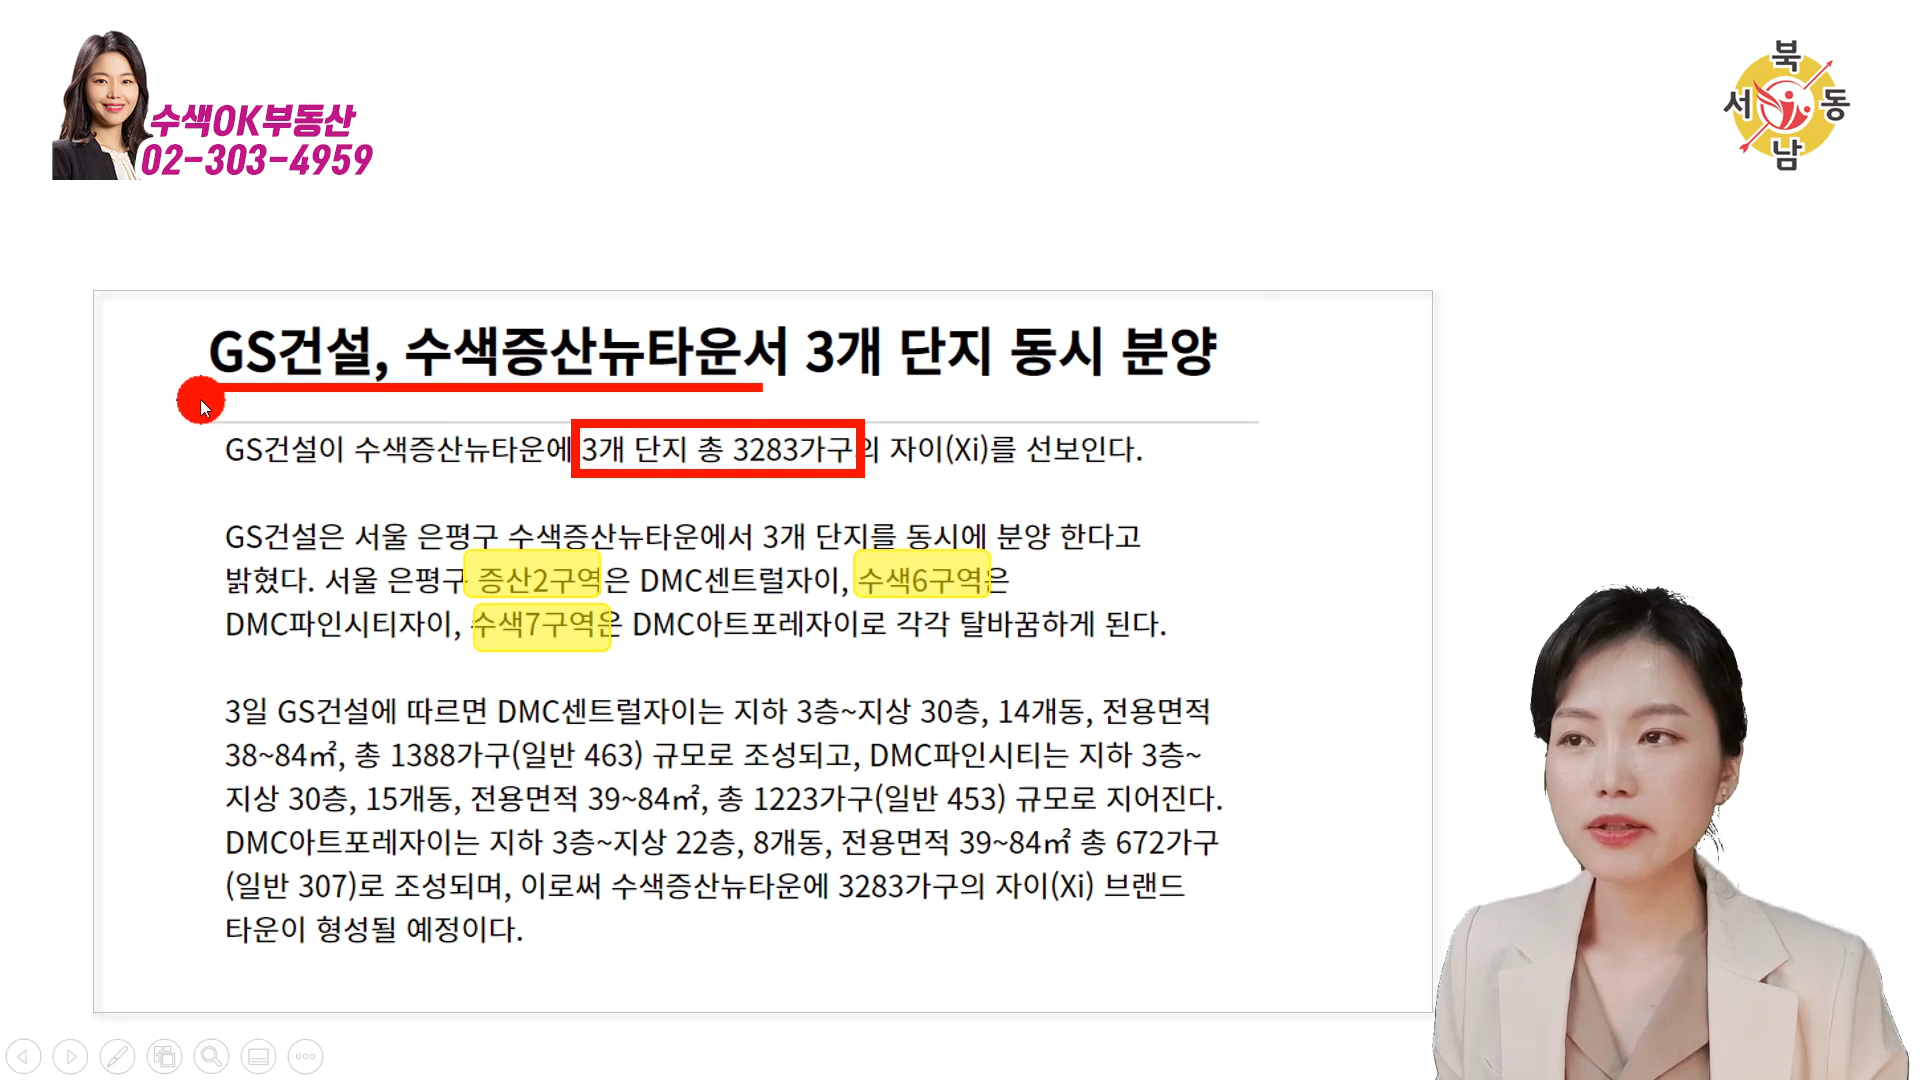 수색OK부동산
02-303-4959
북
서 동
남
GS건설, 수색증산뉴타운서 3개 단지 동시 분양
GS건설이 수색증산뉴타운에 3개 단지 총 3283가구의 자이(Xi)를 선보인다.
GS건설은 서울 은평구 수색증산뉴타운에서 3개 단지를 동시에 분양 한다고
밝혔다. 서울 은평구 증산2구역은 DMC센트럴자이, 수색6구역은
DMC파인시티자이, 수색7구역은 DMC아트포레자이로 각각 탈바꿈하게 된다.
3일 GS건설에 따르면 DMC센트럴자이는 지하 3층~지상 30층, 14개동, 전용면적
38~84㎡, 총 1388가구(일반 463) 규모로 조성되고, DMC파인시티는 지하 3층~
지상 30층, 15개동, 전용면적 39~84㎡, 총 1223가구(일반 453) 규모로 지어진다.
DMC아트포레자이는 지하 3층~지상 22층, 8개동, 전용면적 39~84㎡ 총 672가구
(일반 307)로 조성되며, 이로써 수색증산뉴타운에 3283가구의 자이(Xi) 브랜드
타운이 형성될 예정이다.